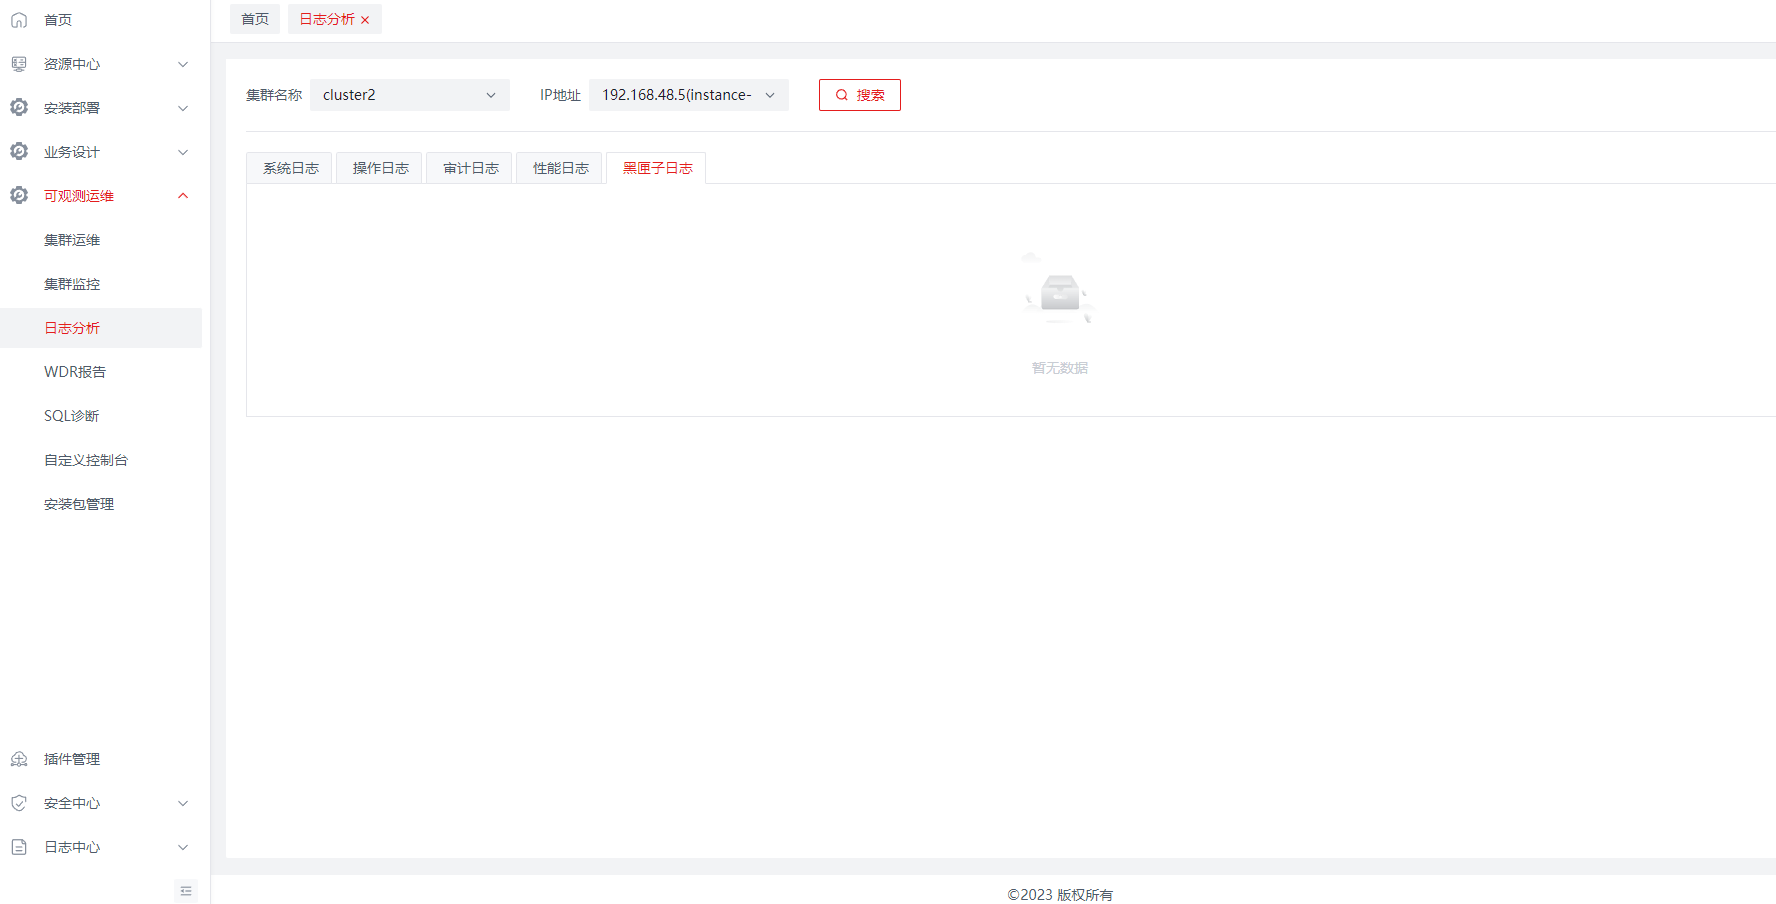 首页
资源中心
安装部署
业务设计
可观测运维
集群运维
集群监控
日志分析
WDR报告
SQL诊断
自定义控制台
安装包管理
插件管理
安全中心
日志中心
首页 日志分析 ×
集群名称 cluster2 IP地址 192.168.48.5(instance- 搜索
系统日志 操作日志 审计日志 性能日志 黑匣子日志
暂无数据
©2023 版权所有